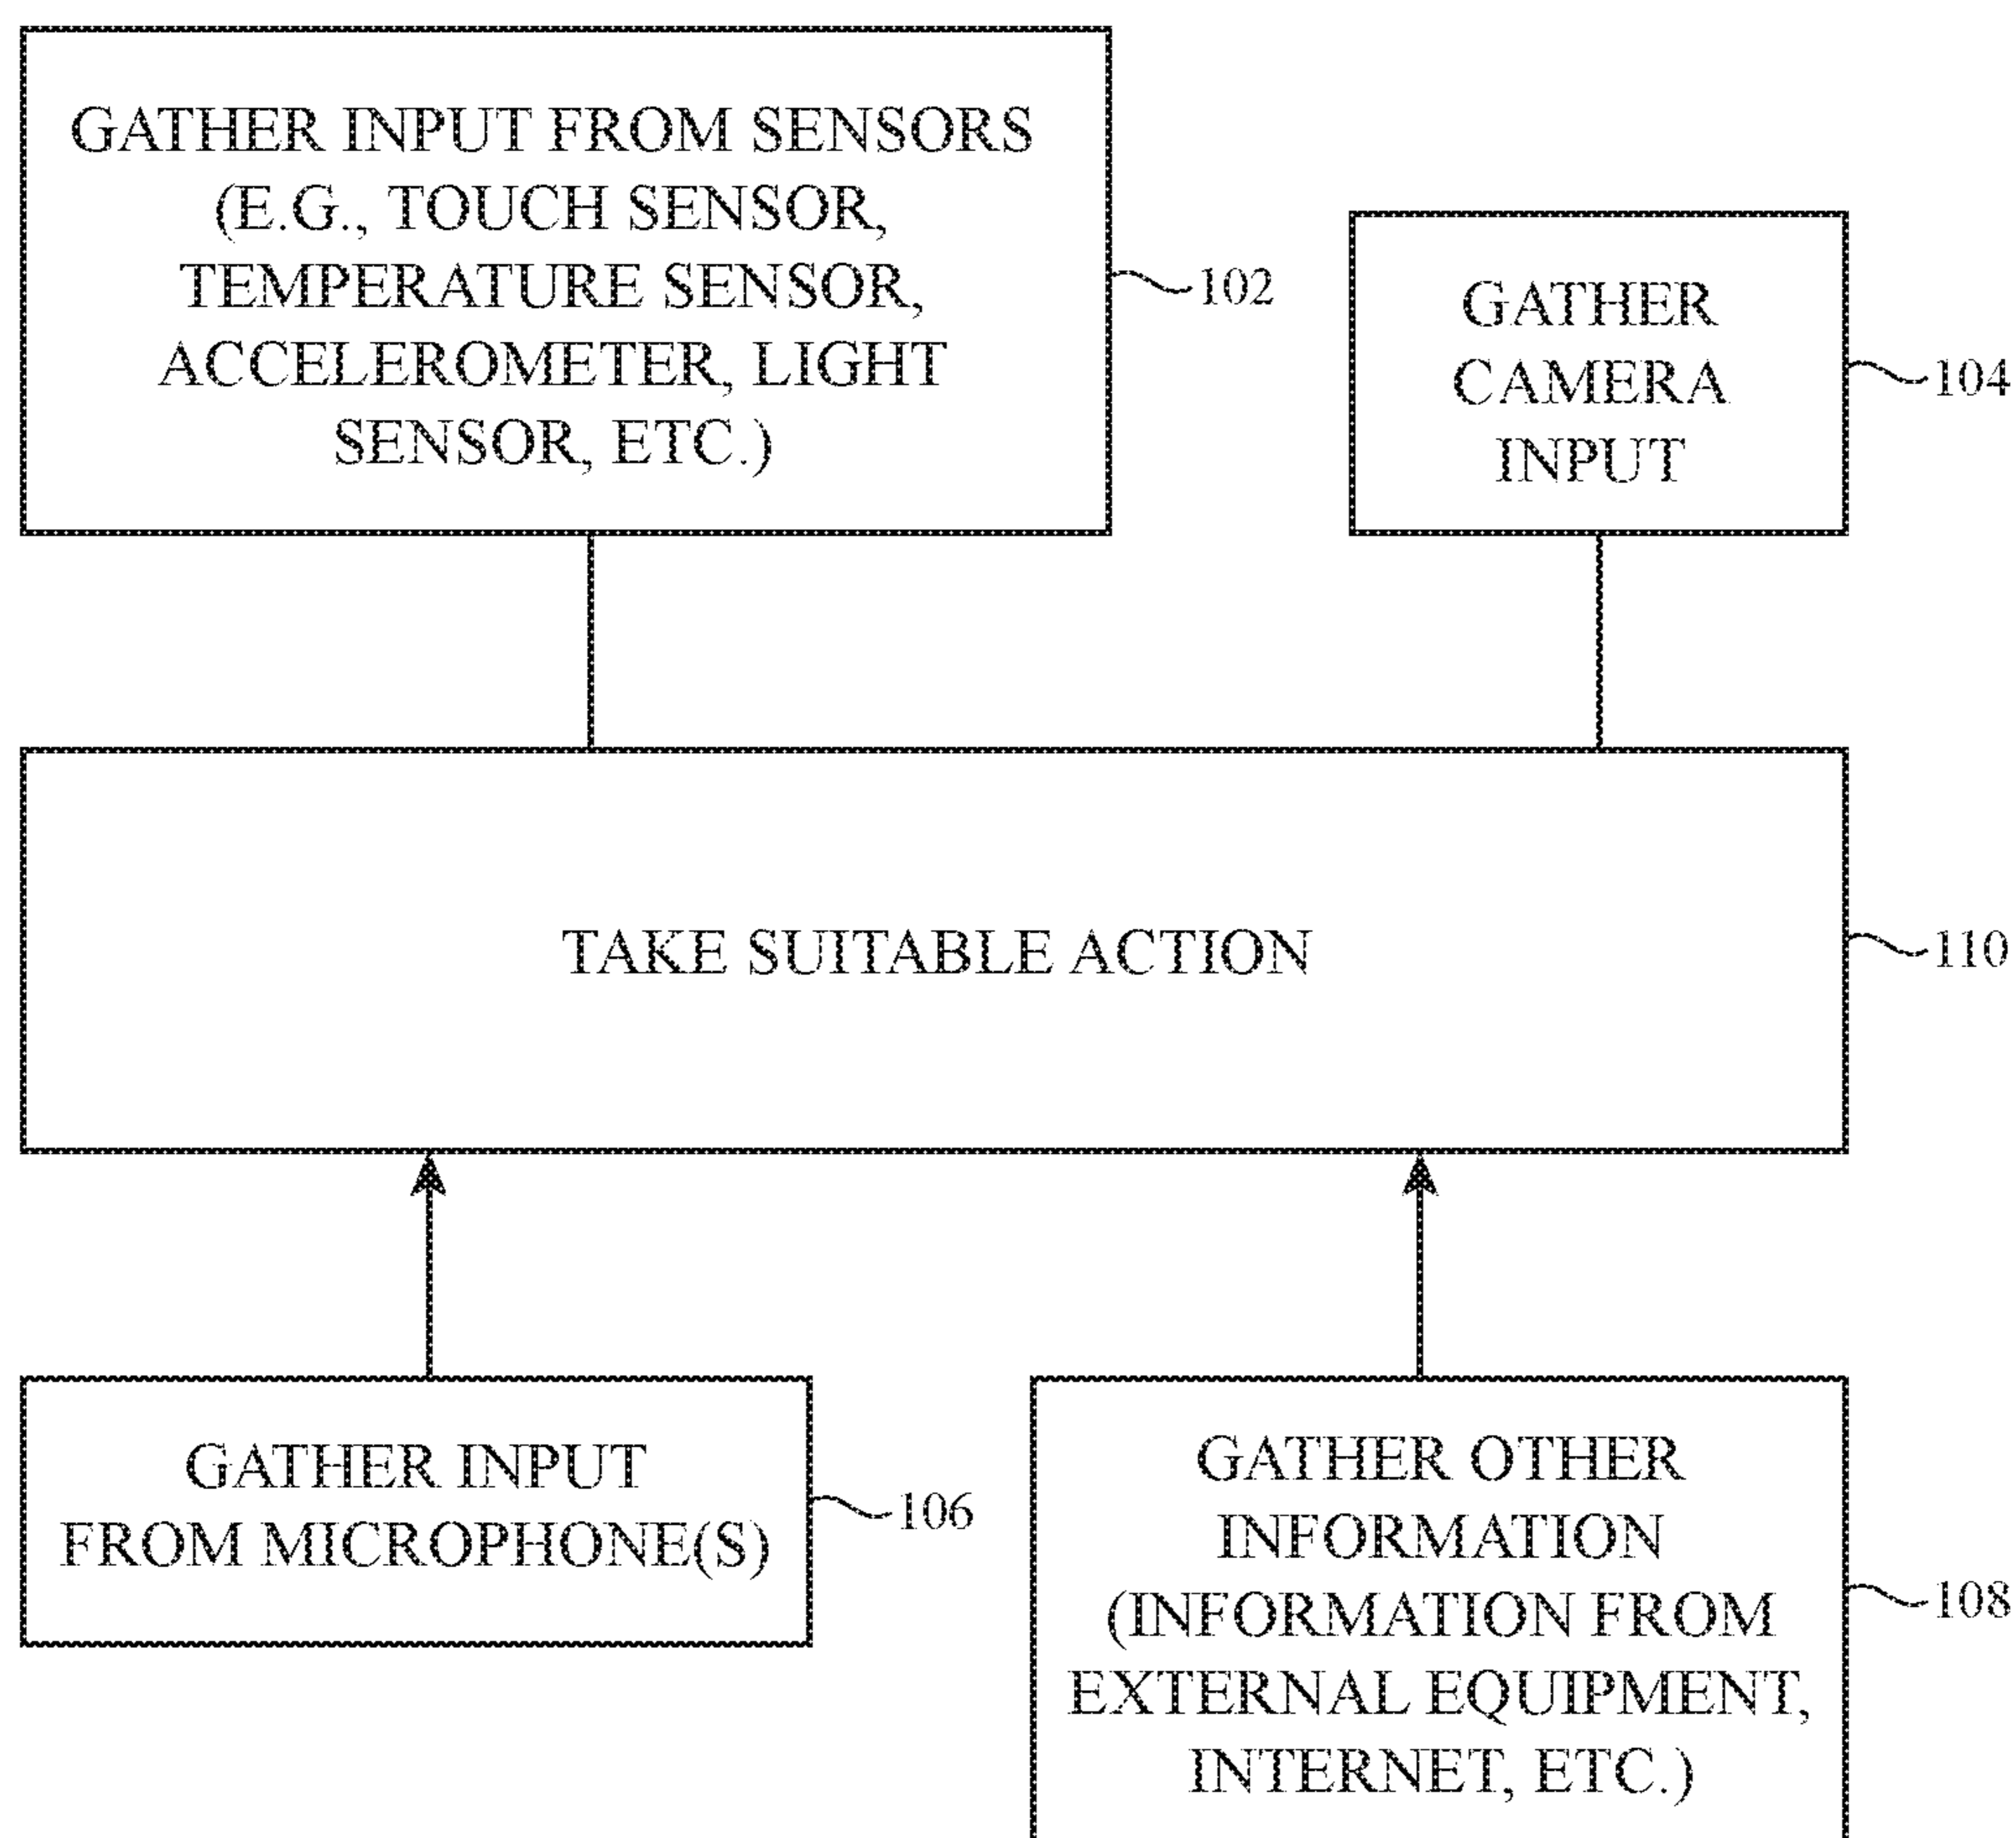 GATHER INPUT FROM SENSORS
(E.G., TOUCH SENSOR,
TEMPERATURE SENSOR,
ACCELEROMETER, LIGHT
SENSOR, ETC.)
102
GATHER
CAMERA
INPUT
104
TAKE SUITABLE ACTION
110
GATHER INPUT
FROM MICROPHONE(S)
106
GATHER OTHER
INFORMATION
(INFORMATION FROM
EXTERNAL EQUIPMENT,
INTERNET, ETC.)
108